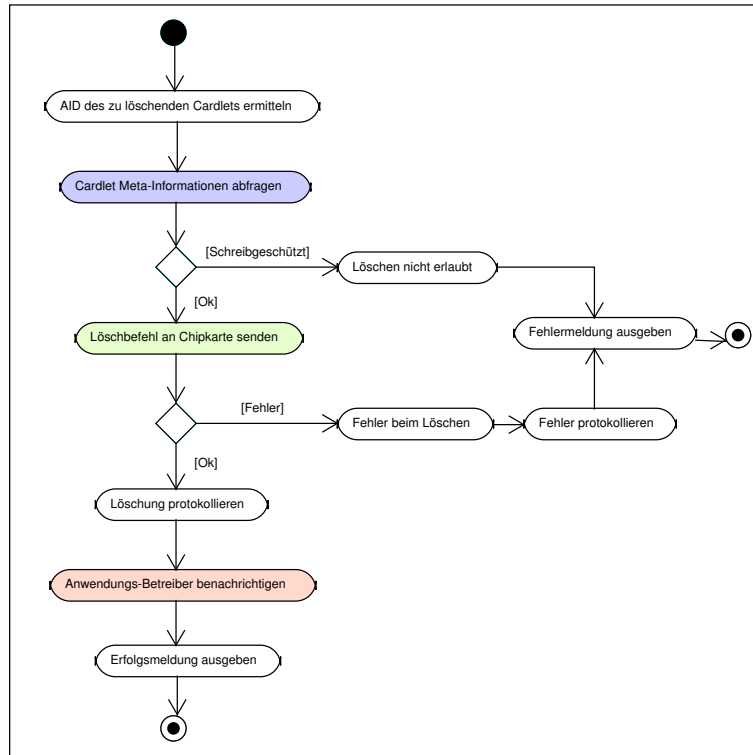 AID des zu löschenden Cardlets ermitteln
Cardlet Meta-Informationen abfragen
[Schreibgeschützt]
Löschen nicht erlaubt
[Ok]
Löschbefehl an Chipkarte senden
Fehlermeldung ausgeben
[Fehler]
Fehler beim Löschen
Fehler protokollieren
[Ok]
Löschung protokollieren
Anwendungs-Betreiber benachrichtigen
Erfolgsmeldung ausgeben